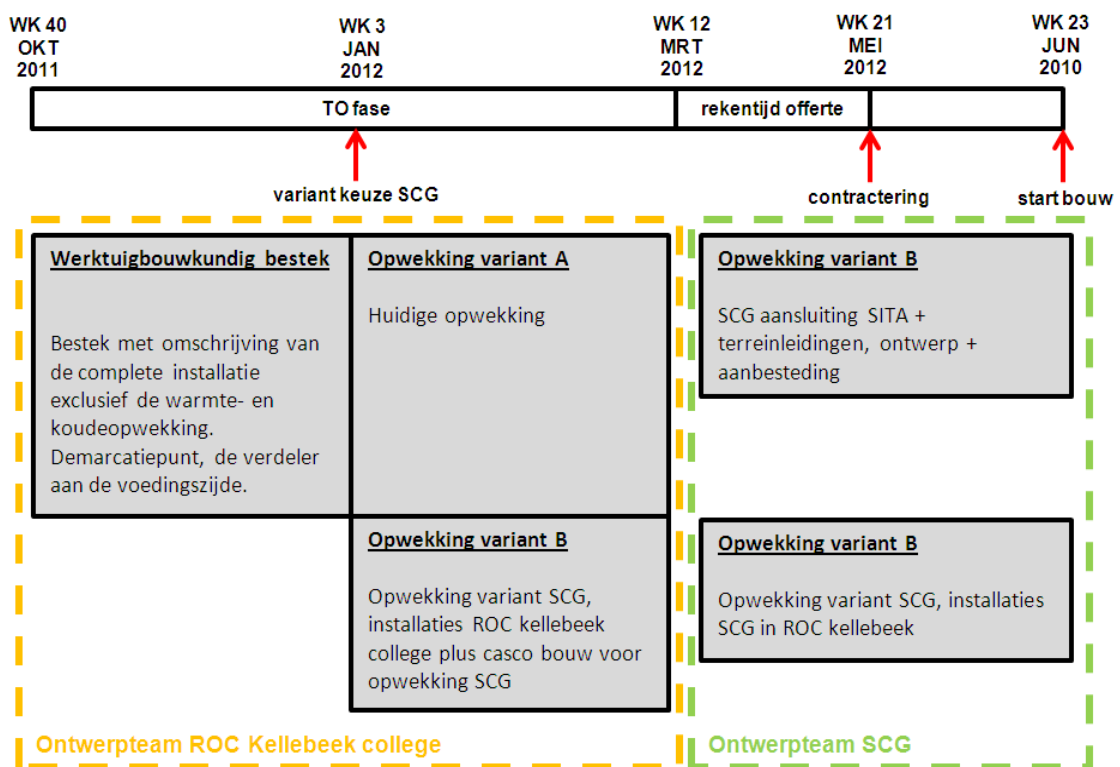 WK 40
OKT
2011
WK 3
JAN
2012
WK 12
MRT
2012
WK 21
MEI
2012
WK 23
JUN
2010
TO fase
rekentijd offerte
variant keuze SCG
contractering
start bouw
Werktuigbouwkundig bestek
Bestek met omschrijving van
de complete installatie
exclusief de warmte- en
koudeopwekking.
Demarcatiepunt, de verdeler
aan de voedingszijde.
Opwekking variant A
Huidige opwekking
Opwekking variant B
Opwekking variant SCG,
installaties ROC kellebeek
college plus casco bouw voor
opwekking SCG
Ontwerpteam ROC Kellebeek college
Opwekking variant B
SCG aansluiting SITA +
terreinleidingen, ontwerp +
aanbesteding
Opwekking variant B
Opwekking variant SCG, installaties
SCG in ROC kellebeek
Ontwerpteam SCG